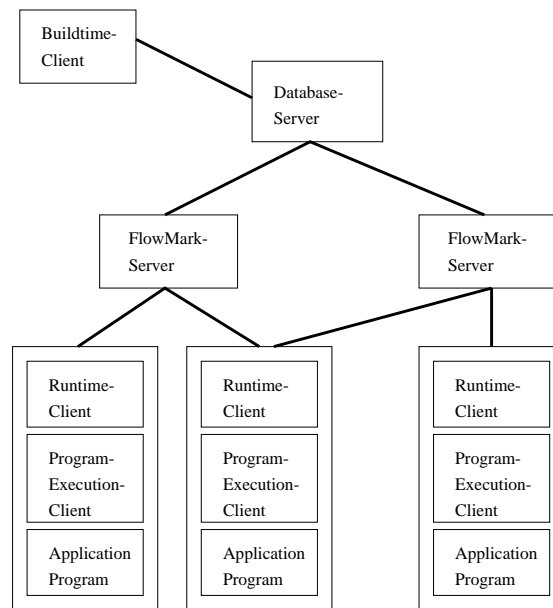 Buildtime-
Client
Database-
Server
FlowMark-
Server
FlowMark-
Server
Runtime-
Client
Program-
Execution-
Client
Application
Program
Runtime-
Client
Program-
Execution-
Client
Application
Program
Runtime-
Client
Program-
Execution-
Client
Application
Program